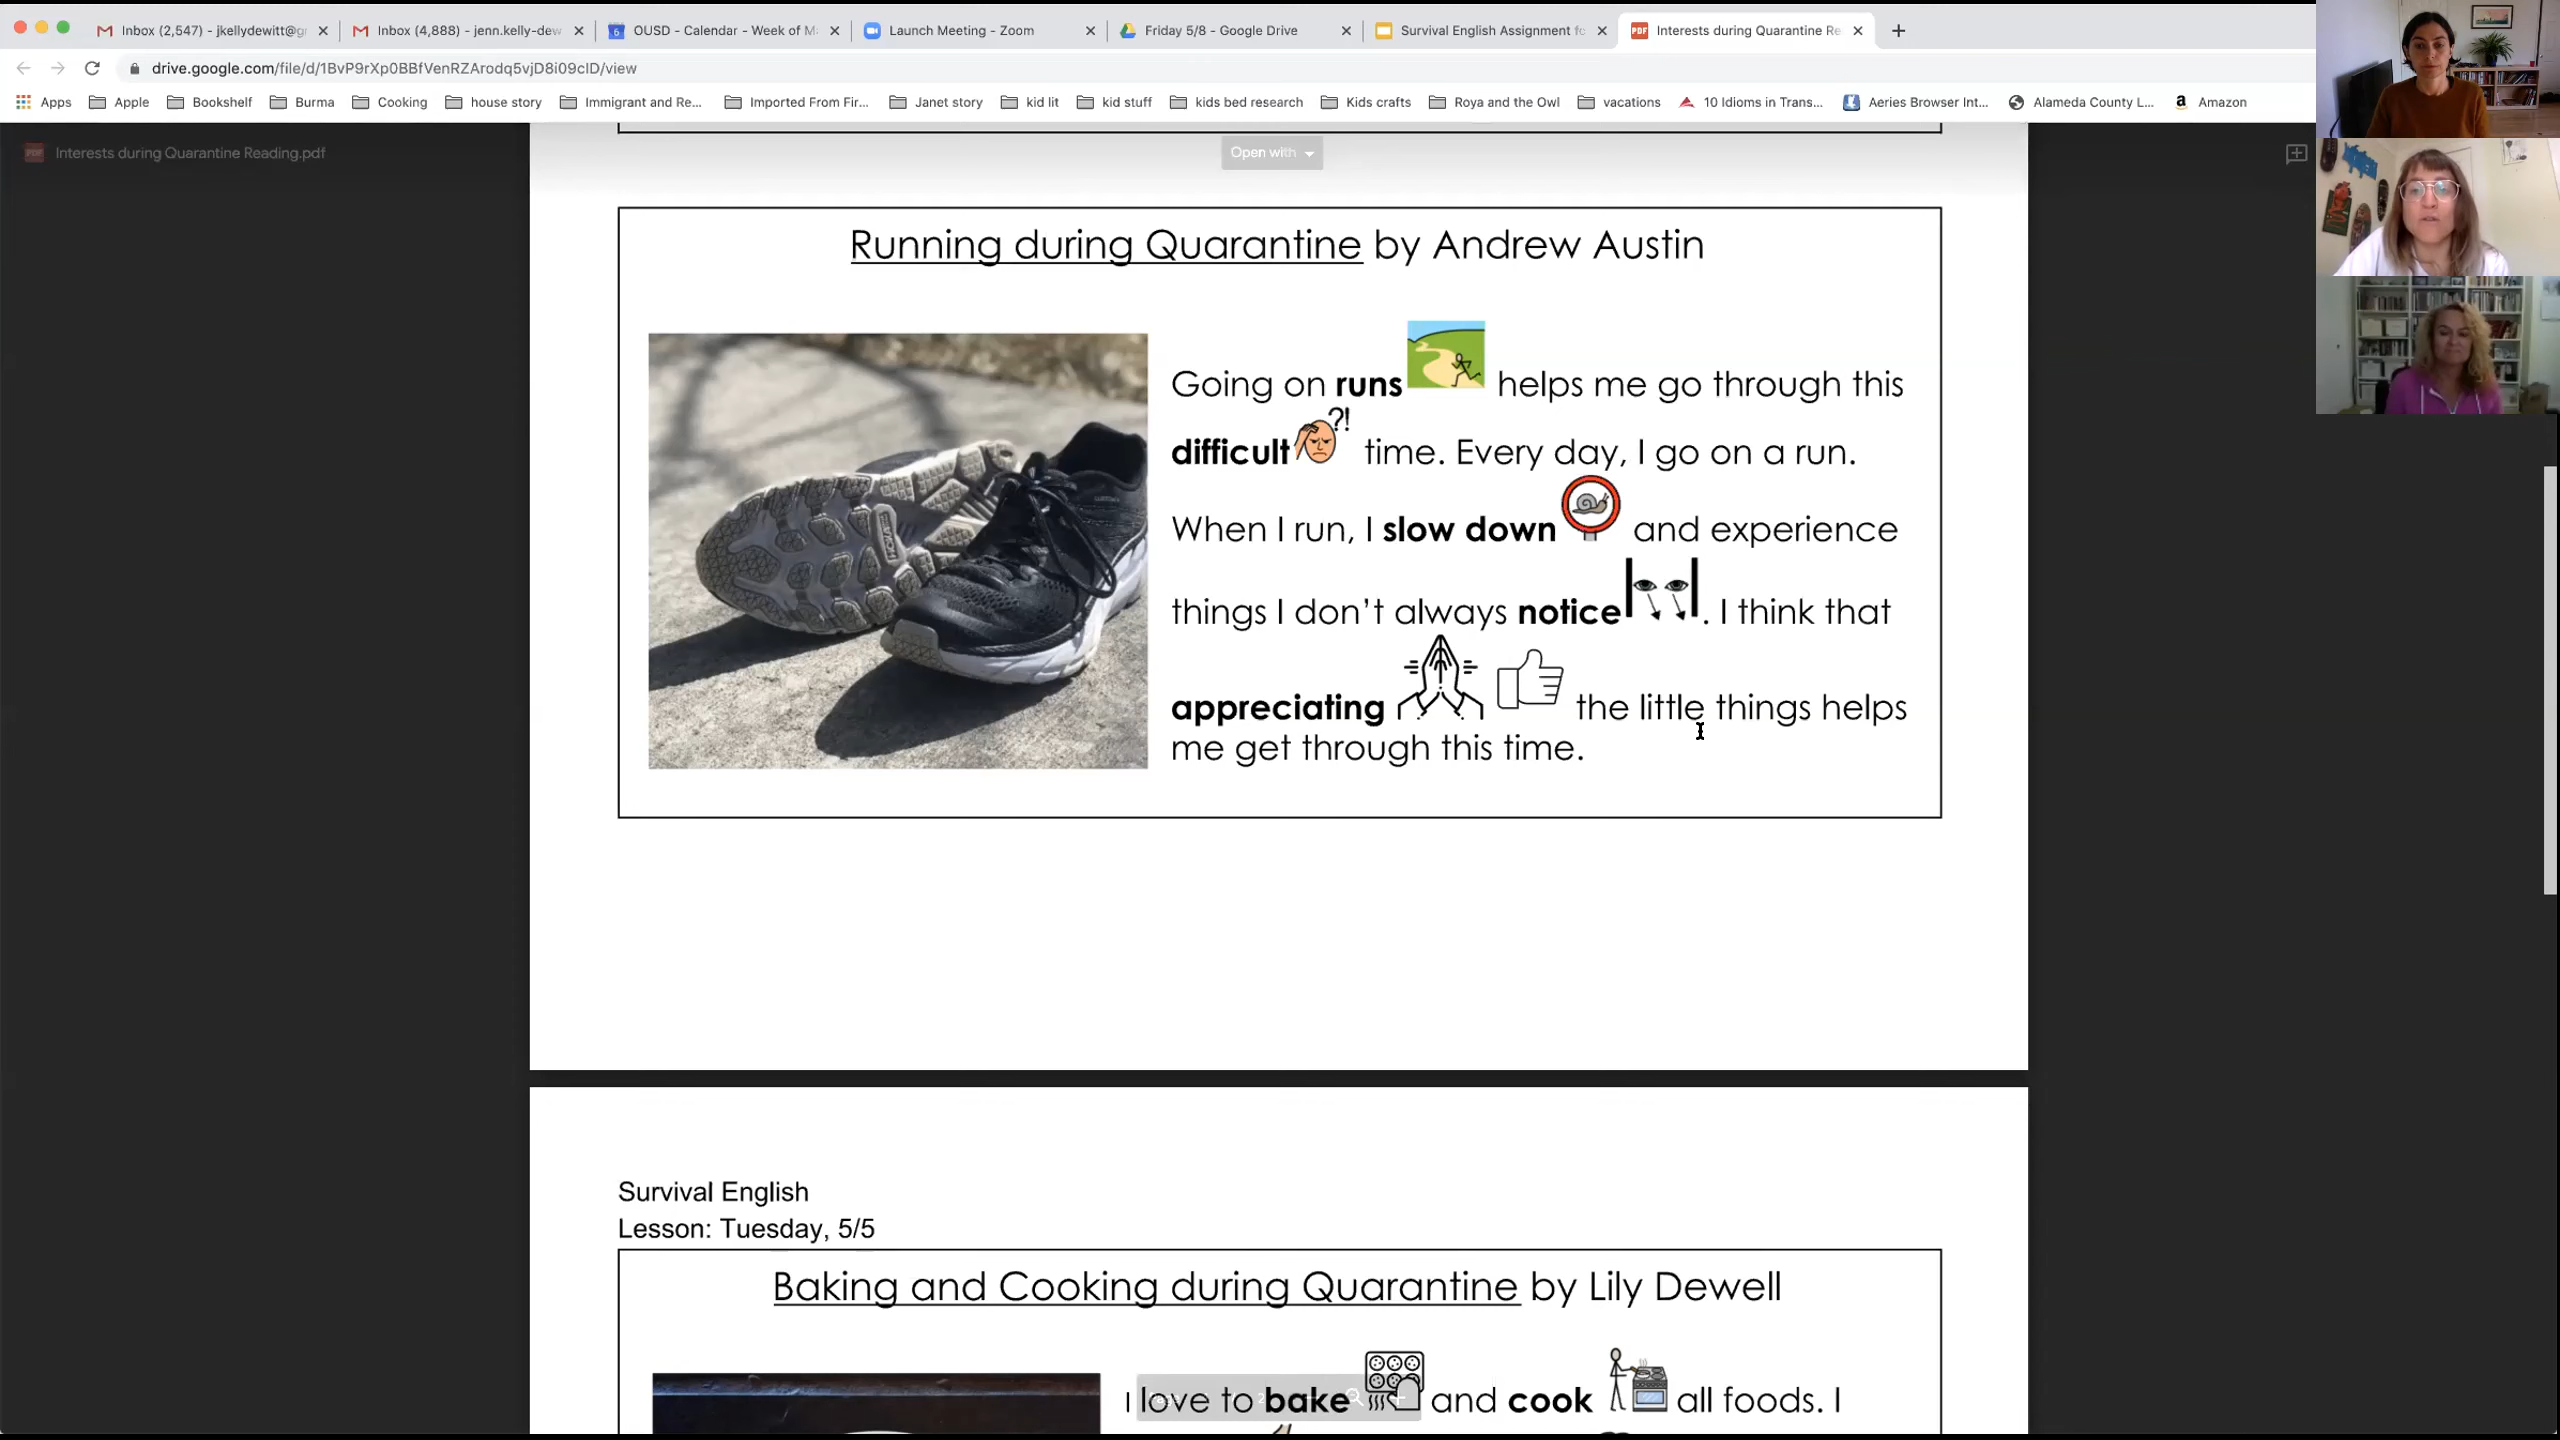 Inbox (2,547) - jkellydewitt@g
Inbox (4,888) - jenn.kelly-dew
OUSD - Calendar - Week of M
Launch Meeting - Zoom
Friday 5/8 - Google Drive
Survival English Assignment fo
Interests during Quarantine Re
drive.google.com/file/d/1BvP9rXp0BBfVenRZArodq5vjD8i09cID/view
Apps
Apple
Bookshelf
Burma
Cooking
house story
Immigrant and Re...
Imported From Fir...
Janet story
kid lit
kid stuff
kids bed research
Kids crafts
Roya and the Owl
vacations
10 Idioms in Trans...
Aeries Browser Int...
Alameda County L...
Amazon
Interests during Quarantine Reading.pdf
Open with
Running during Quarantine by Andrew Austin
Going on runs helps me go through this
difficult ?! time. Every day, I go on a run.
When I run, I slow down and experience
things I don't always notice. I think that
appreciating the little things helps
me get through this time.
Survival English
Lesson: Tuesday, 5/5
Baking and Cooking during Quarantine by Lily Dewell
I love to bake and cook all foods. I